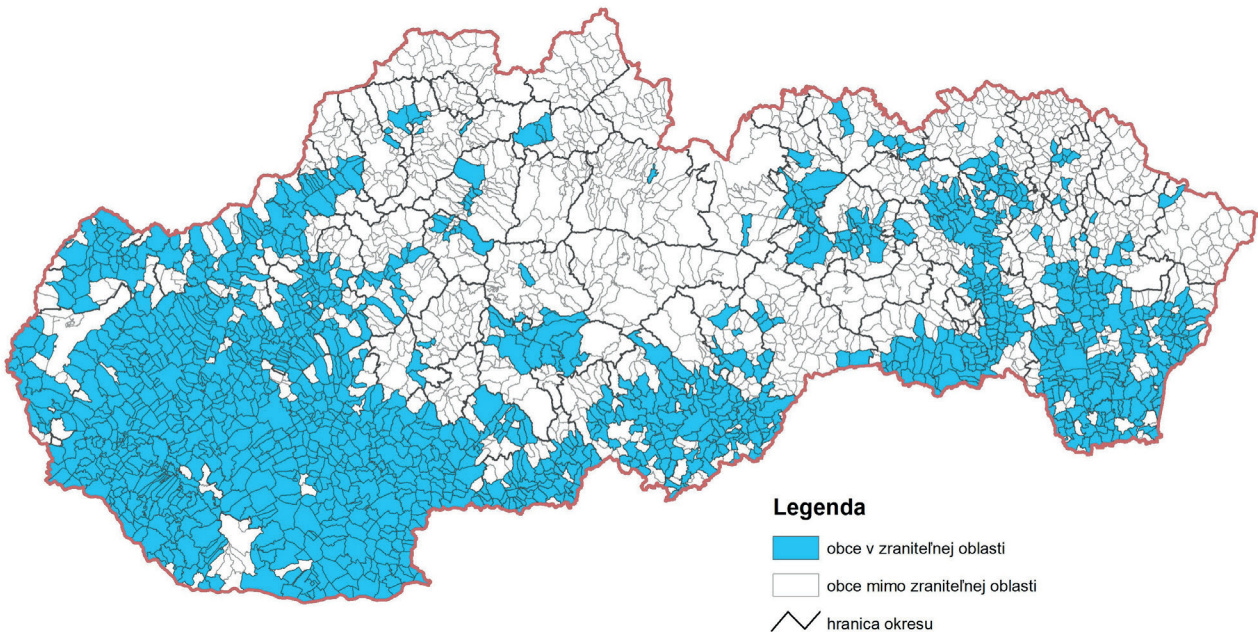 Legenda
obce v zraniteľnej oblasti
obce mimo zraniteľnej oblasti
hranica okresu